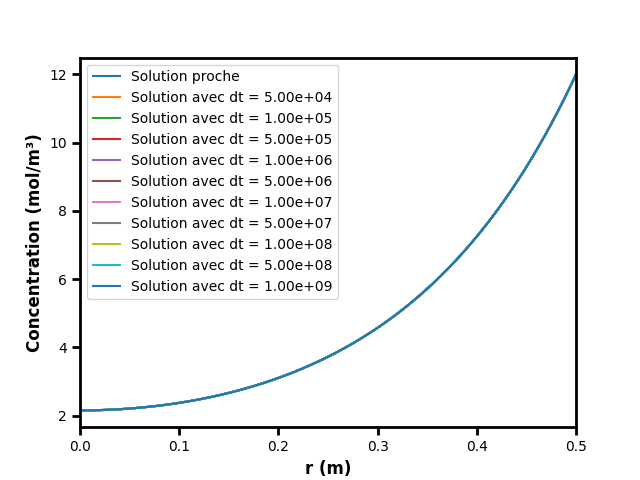 12
10
8
6
4
2
Concentration (mol/m³)
Solution proche
Solution avec dt = 5.00e+04
Solution avec dt = 1.00e+05
Solution avec dt = 5.00e+05
Solution avec dt = 1.00e+06
Solution avec dt = 5.00e+06
Solution avec dt = 1.00e+07
Solution avec dt = 5.00e+07
Solution avec dt = 1.00e+08
Solution avec dt = 5.00e+08
Solution avec dt = 1.00e+09
0.0 0.1 0.2 0.3 0.4 0.5
r (m)